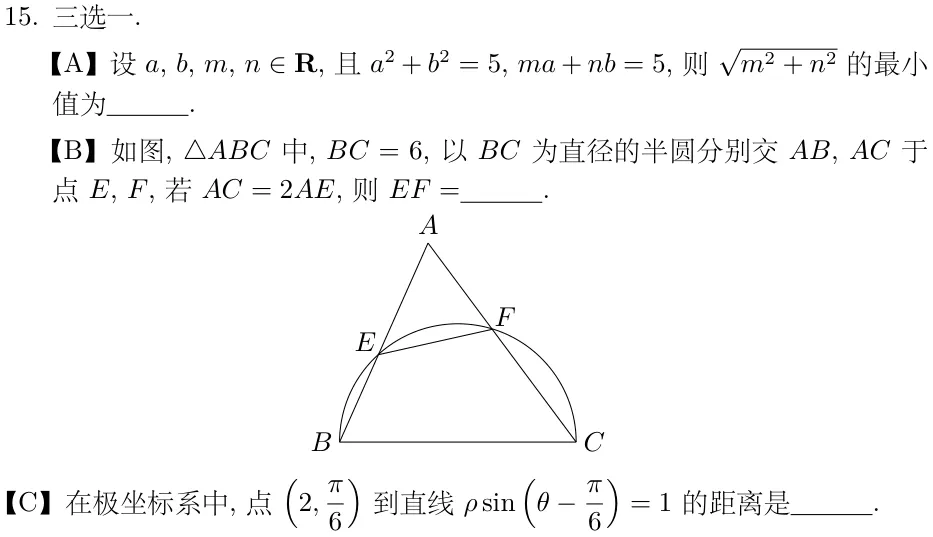 15. 三选一.
【A】设 a, b, m, n ∈ R, 且 a² + b² = 5, ma + nb = 5, 则 √(m² + n²) 的最小
值为______.
【B】如图, △ABC 中, BC = 6, 以 BC 为直径的半圆分别交 AB, AC 于
点 E, F, 若 AC = 2AE, 则 EF =______.
A
E
F
B
C
【C】在极坐标系中, 点 (2, π/6) 到直线 ρ sin(θ − π/6) = 1 的距离是______.